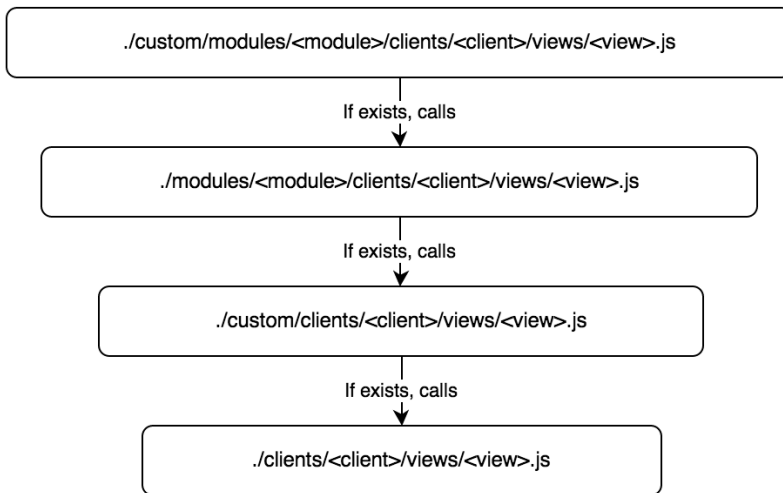 ./custom/modules/<module>/clients/<client>/views/<view>.js
If exists, calls
./modules/<module>/clients/<client>/views/<view>.js
If exists, calls
./custom/clients/<client>/views/<view>.js
If exists, calls
./clients/<client>/views/<view>.js